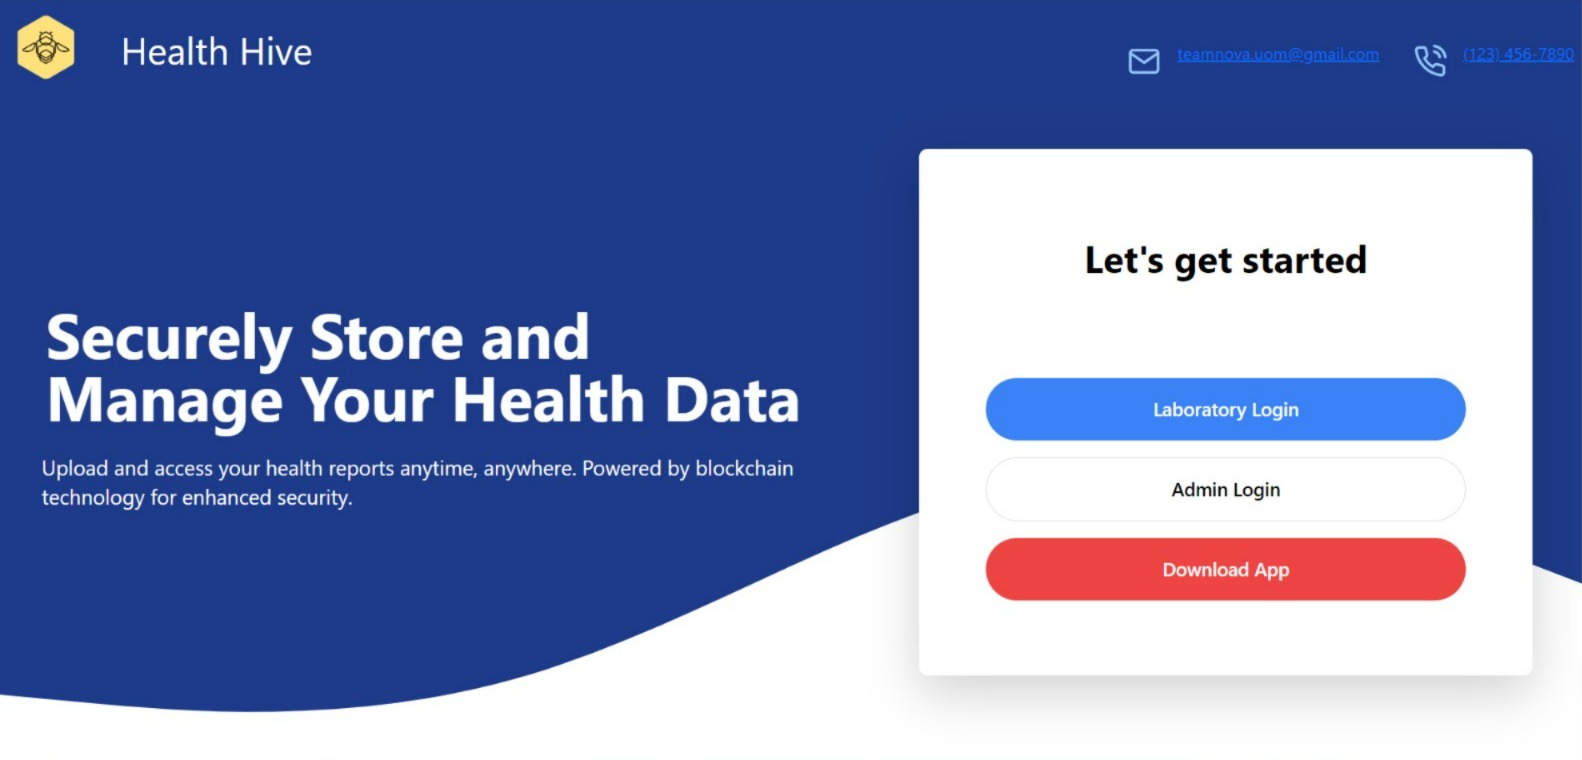 Health Hive
teamnova.uom@gmail.com
(123) 456-7890
Let's get started
Securely Store and
Manage Your Health Data
Upload and access your health reports anytime, anywhere. Powered by blockchain
technology for enhanced security.
Laboratory Login
Admin Login
Download App